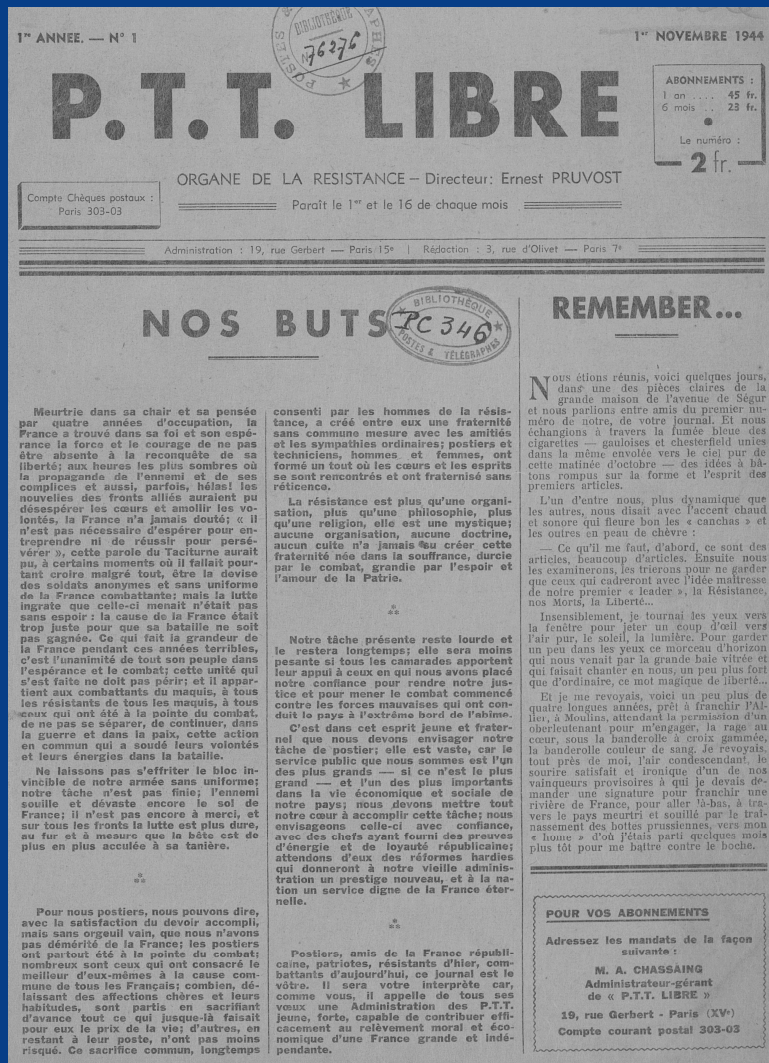 1re ANNEE. — N° 1
BIBLIOTHEQUE
POSTES &
N° 76276
1er NOVEMBRE 1944
P.T.T. LIBRE
ABONNEMENTS :
1 an .... 45 fr.
6 mois .. 23 fr.
●
Le numéro :
2 fr.
ORGANE DE LA RESISTANCE – Directeur: Ernest PRUVOST
Compte Chèques postaux :
Paris 303-03
Paraît le 1er et le 16 de chaque mois
Administration : 19, rue Gerbert — Paris 15e | Rédaction : 3, rue d'Olivet — Paris 7e
NOS BUTS
BIBLIOTHÈQUE
PC 346
POSTES & TÉLÉGRAPHES
Meurtrie dans sa chair et sa pensée
par quatre années d'occupation, la
France a trouvé dans sa foi et son espé-
rance la force et le courage de ne pas
être absente à la reconquête de sa
liberté; aux heures les plus sombres où
la propagande de l'ennemi et de ses
complices et aussi, parfois, hélas! les
nouvelles des fronts alliés auraient pu
désespérer les cœurs et amollir les vo-
lontés, la France n'a jamais douté; « il
n'est pas nécessaire d'espérer pour en-
treprendre ni de réussir pour persé-
vérer », cette parole du Taciturne aurait
pu, à certains moments où il fallait pour-
tant croire malgré tout, être la devise
des soldats anonymes et sans uniforme
de la France combattante; mais la lutte
ingrate que celle-ci menait n'était pas
sans espoir : la cause de la France était
trop juste pour que sa bataille ne soit
pas gagnée. Ce qui fait la grandeur de
la France pendant ces années terribles,
c'est l'unanimité de tout son peuple dans
l'espérance et le combat; cette unité qui
s'est faite ne doit pas périr; et il appar-
tient aux combattants du maquis, à tous
les résistants de tous les maquis, à tous
ceux qui ont été à la pointe du combat,
de ne pas se séparer, de continuer, dans
la guerre et dans la paix, cette action
en commun qui a soudé leurs volontés
et leurs énergies dans la bataille.
Ne laissons pas s'effriter le bloc in-
vincible de notre armée sans uniforme;
notre tâche n'est pas finie; l'ennemi
souille et dévaste encore le sol de
France; il n'est pas encore à merci, et
sur tous les fronts la lutte est plus dure,
au fur et à mesure que la bête est de
plus en plus acculée à sa tanière.
⁂
Pour nous postiers, nous pouvons dire,
avec la satisfaction du devoir accompli,
mais sans orgueil vain, que nous n'avons
pas démérité de la France; les postiers
ont partout été à la pointe du combat;
nombreux sont ceux qui ont consacré le
meilleur d'eux-mêmes à la cause com-
mune de tous les Français; combien, dé-
laissant des affections chères et leurs
habitudes, sont partis en sacrifiant
d'avance tout ce qui jusque-là faisait
pour eux le prix de la vie; d'autres, en
restant à leur poste, n'ont pas moins
risqué. Ce sacrifice commun, longtemps
consenti par les hommes de la résis-
tance, a créé entre eux une fraternité
sans commune mesure avec les amitiés
et les sympathies ordinaires; postiers et
techniciens, hommes et femmes, ont
formé un tout où les cœurs et les esprits
se sont rencontrés et ont fraternisé sans
réticence.
La résistance est plus qu'une organi-
sation, plus qu'une philosophie, plus
qu'une religion, elle est une mystique;
aucune organisation, aucune doctrine,
aucun culte n'a jamais su créer cette
fraternité née dans la souffrance, durcie
par le combat, grandie par l'espoir et
l'amour de la Patrie.
⁂
Notre tâche présente reste lourde et
le restera longtemps; elle sera moins
pesante si tous les camarades apportent
leur appui à ceux en qui nous avons placé
notre confiance pour rendre notre jus-
tice et pour mener le combat commencé
contre les forces mauvaises qui ont con-
duit le pays à l'extrême bord de l'abîme.
C'est dans cet esprit jeune et frater-
nel que nous devons envisager notre
tâche de postier; elle est vaste, car le
service public que nous sommes est l'un
des plus grands — si ce n'est le plus
grand — et l'un des plus importants
dans la vie économique et sociale de
notre pays; nous devons mettre tout
notre cœur à accomplir cette tâche; nous
envisageons celle-ci avec confiance,
avec des chefs ayant fourni des preuves
d'énergie et de loyauté républicaine;
attendons d'eux des réformes hardies
qui donneront à notre vieille adminis-
tration un prestige nouveau, et à la na-
tion un service digne de la France éter-
nelle.
⁂
Postiers, amis de la France républi-
caine, patriotes, résistants d'hier, com-
battants d'aujourd'hui, ce journal est le
vôtre. Il sera votre interprète car,
comme vous, il appelle de tous ses
vœux une Administration des P.T.T.
jeune, forte, capable de contribuer effi-
cacement au relèvement moral et éco-
nomique d'une France grande et indé-
pendante.
REMEMBER...
Nous étions réunis, voici quelques jours,
dans une des pièces claires de la
grande maison de l'avenue de Ségur
et nous parlions entre amis du premier nu-
méro de notre, de votre journal. Et nous
échangions à travers la fumée bleue des
cigarettes — gauloises et chesterfield unies
dans la même envolée vers le ciel pur de
cette matinée d'octobre — des idées à bâ-
tons rompus sur la forme et l'esprit des
premiers articles.
L'un d'entre nous, plus dynamique que
les autres, nous disait avec l'accent chaud
et sonore qui fleure bon les « canchas » et
les outres en peau de chèvre :
— Ce qu'il me faut, d'abord, ce sont des
articles, beaucoup d'articles. Ensuite nous
les examinerons, les trierons pour ne garder
que ceux qui cadreront avec l'idée maîtresse
de notre premier « leader », la Résistance,
nos Morts, la Liberté...
Insensiblement, je tournai les yeux vers
la fenêtre pour jeter un coup d'œil vers
l'air pur, le soleil, la lumière. Pour garder
un peu dans les yeux ce morceau d'horizon
qui nous venait par la grande baie vitrée et
qui faisait chanter en nous, un peu plus fort
que d'ordinaire, ce mot magique de liberté...
Et je me revoyais, voici un peu plus de
quatre longues années, prêt à franchir l'Al-
lier, à Moulins, attendant la permission d'un
oberleutenant pour m'engager, la rage au
cœur, sous la banderolle à croix gammée,
la banderolle couleur de sang. Je revoyais,
tout près de moi, l'air condescendant, le
sourire satisfait et ironique d'un de nos
vainqueurs provisoires à qui je devais de-
mander une signature pour franchir une
rivière de France, pour aller là-bas, à tra-
vers le pays meurtri et souillé par le traî-
nassement des bottes prussiennes, vers mon
« home » d'où j'étais parti quelques mois
plus tôt pour me battre contre le boche.
POUR VOS ABONNEMENTS
Adressez les mandats de la façon
suivante :
M. A. CHASSAING
Administrateur-gérant
de « P.T.T. LIBRE »
19, rue Gerbert - Paris (XVe)
Compte courant postal 303-03